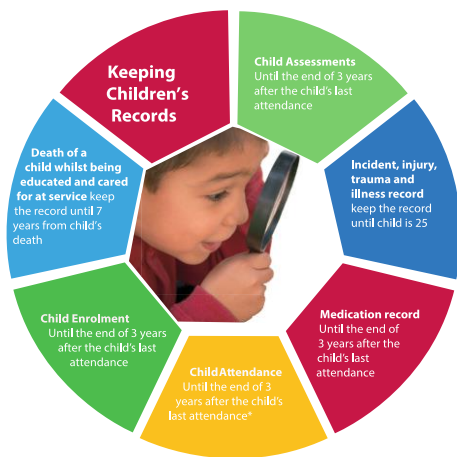 Keeping
Children's
Records
Child Assessments
Until the end of 3 years
after the child's last
attendance
Incident, injury,
trauma and
illness record
keep the record
until child is 25
Medication record
Until the end of
3 years after the
child's last
attendance
Child Attendance
Until the end of 3
years after the child's
last attendance*
Child Enrolment
Until the end of 3 years
after the child's last
attendance
Death of a
child whilst being
educated and cared
for at service keep
the record until 7
years from child's
death